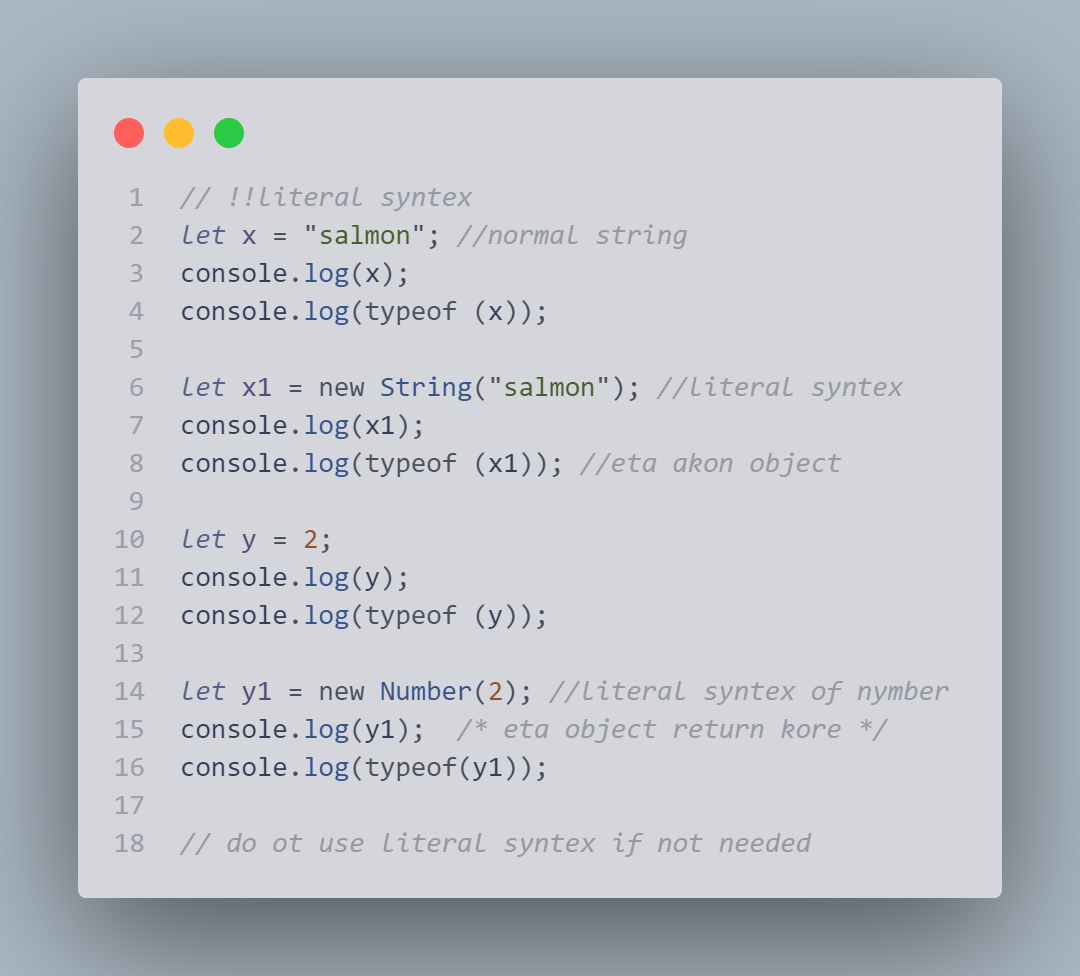 1 // !!literal syntex
2 let x = "salmon"; //normal string
3 console.log(x);
4 console.log(typeof (x));
5
6 let x1 = new String("salmon"); //literal syntex
7 console.log(x1);
8 console.log(typeof (x1)); //eta akon object
9
10 let y = 2;
11 console.log(y);
12 console.log(typeof (y));
13
14 let y1 = new Number(2); //literal syntex of nymber
15 console.log(y1);  /* eta object return kore */
16 console.log(typeof(y1));
17
18 // do ot use literal syntex if not needed